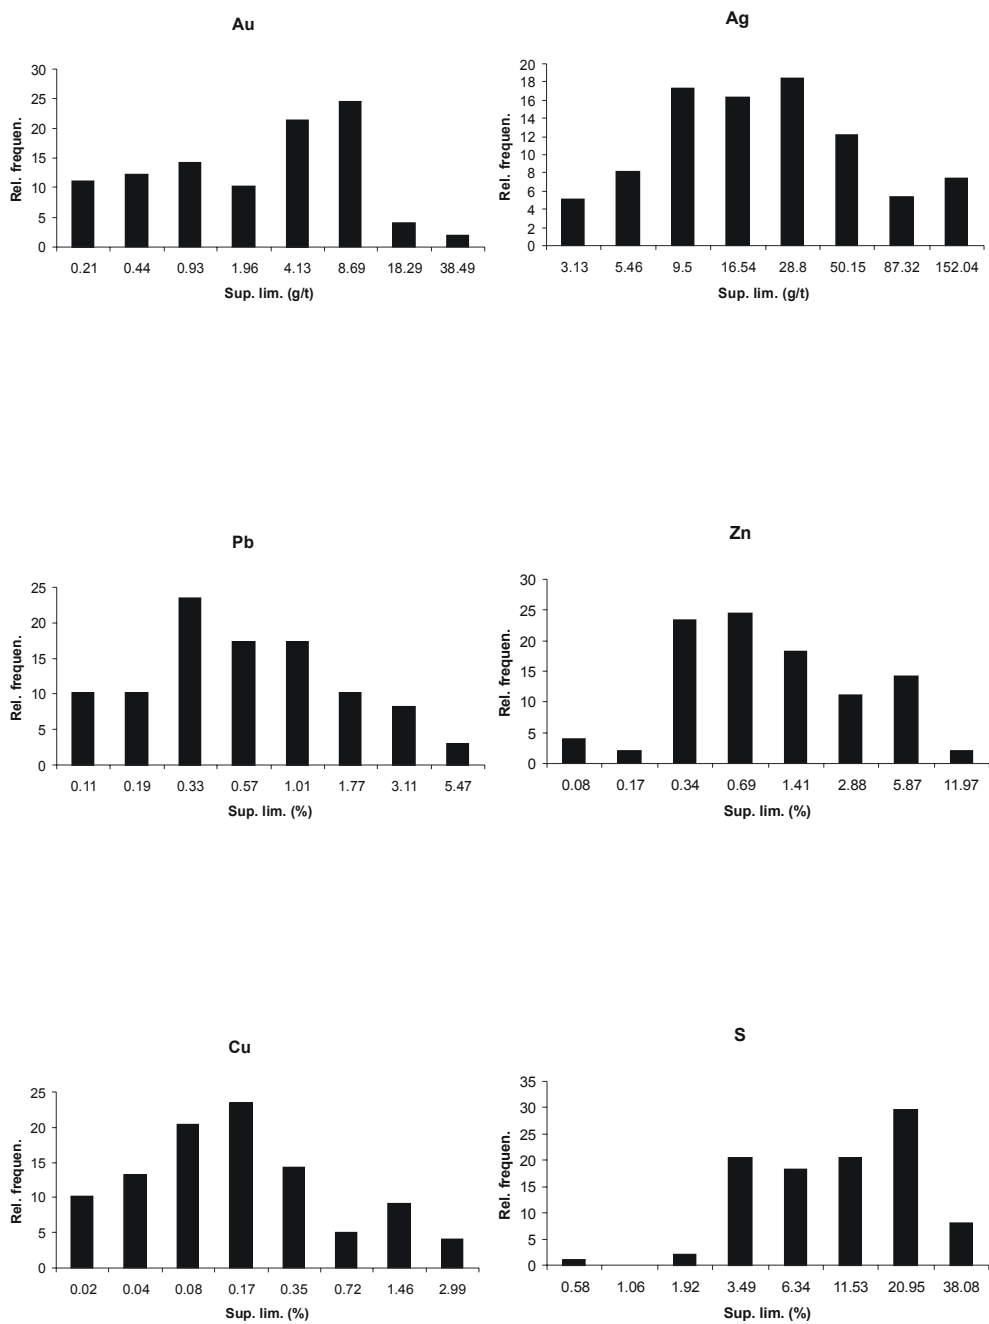 Au
30
25
20
15
10
5
0
Rel. frequen.
0.21 0.44 0.93 1.96 4.13 8.69 18.29 38.49
Sup. lim. (g/t)
Ag
20
18
16
14
12
10
8
6
4
2
0
Rel. frequen.
3.13 5.46 9.5 16.54 28.8 50.15 87.32 152.04
Sup. lim. (g/t)
Pb
25
20
15
10
5
0
Rel. frequen.
0.11 0.19 0.33 0.57 1.01 1.77 3.11 5.47
Sup. lim. (%)
Zn
30
25
20
15
10
5
0
Rel. frequen.
0.08 0.17 0.34 0.69 1.41 2.88 5.87 11.97
Sup. lim. (%)
Cu
25
20
15
10
5
0
Rel. frequen.
0.02 0.04 0.08 0.17 0.35 0.72 1.46 2.99
Sup. lim. (%)
S
35
30
25
20
15
10
5
0
Rel. frequen.
0.58 1.06 1.92 3.49 6.34 11.53 20.95 38.08
Sup. lim. (%)